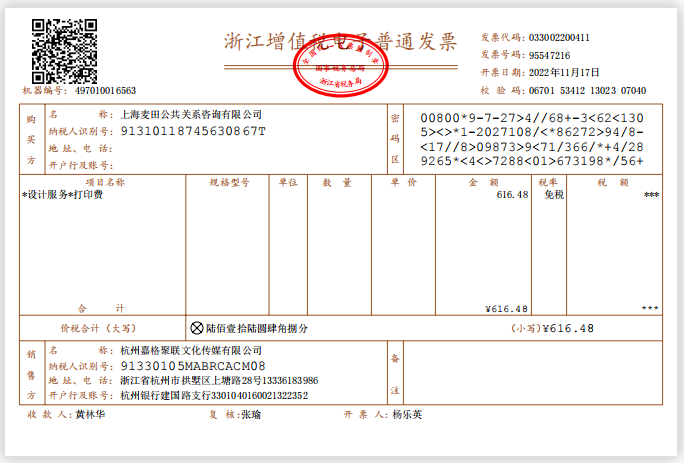 浙江增值税电子普通发票
全国统一发票监制章
国家税务总局
浙江省税务局
发票代码: 033002200411
发票号码: 95547216
开票日期: 2022年11月17日
机器编号: 497010016563
校 验 码: 06701 53412 13023 07040
购买方
名 称: 上海麦田公共关系咨询有限公司
纳税人识别号: 91310118745630867T
地 址、电 话:
开户行及账号:
密码区
00800*9-7-27>4//68+-3<62<130
5><>*1-2027108/<*86272>94/8-
<17//8>09873>9<71/366/*+4/28
9265*<4<>7288<01>673198*/56+
项目名称 规格型号 单位 数 量 单 价 金 额 税率 税 额
*设计服务*打印费 616.48 免税 ***
合 计 ¥616.48 ***
价税合计（大写） ⊗陆佰壹拾陆圆肆角捌分 (小写)¥616.48
销售方
名 称: 杭州嘉格聚联文化传媒有限公司
纳税人识别号: 91330105MABRCACM08
地 址、电 话: 浙江省杭州市拱墅区上塘路28号13336183986
开户行及账号: 杭州银行建国路支行3301040160021322352
备注
收 款 人: 黄林华 复 核: 张瑜 开 票 人: 杨乐英